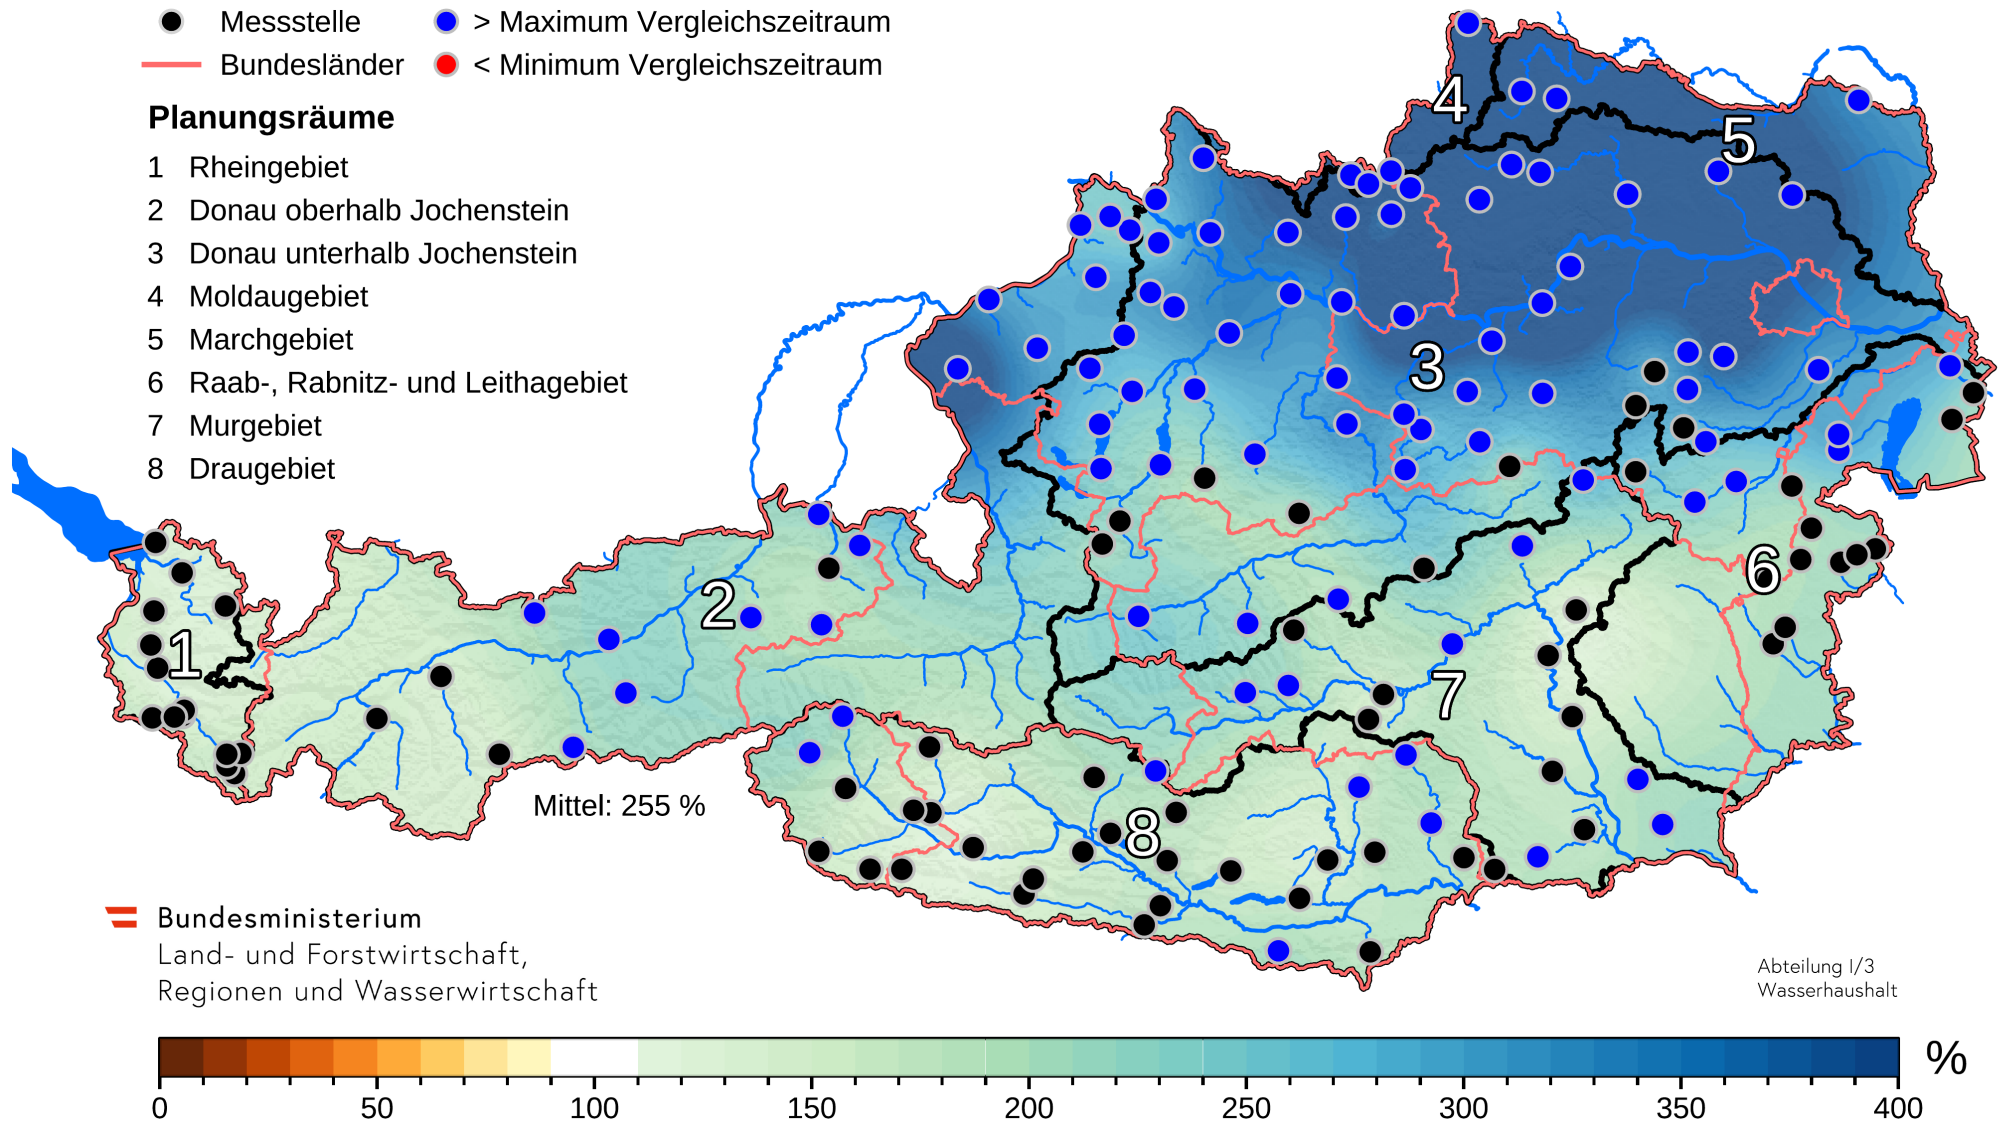 Messstelle
> Maximum Vergleichszeitraum
Bundesländer
< Minimum Vergleichszeitraum
Planungsräume
1 Rheingebiet
2 Donau oberhalb Jochenstein
3 Donau unterhalb Jochenstein
4 Moldaugebiet
5 Marchgebiet
6 Raab-, Rabnitz- und Leithagebiet
7 Murgebiet
8 Draugebiet
4
5
3
6
2
1
7
8
Mittel: 255 %
Bundesministerium
Land- und Forstwirtschaft,
Regionen und Wasserwirtschaft
Abteilung I/3
Wasserhaushalt
%
0 50 100 150 200 250 300 350 400